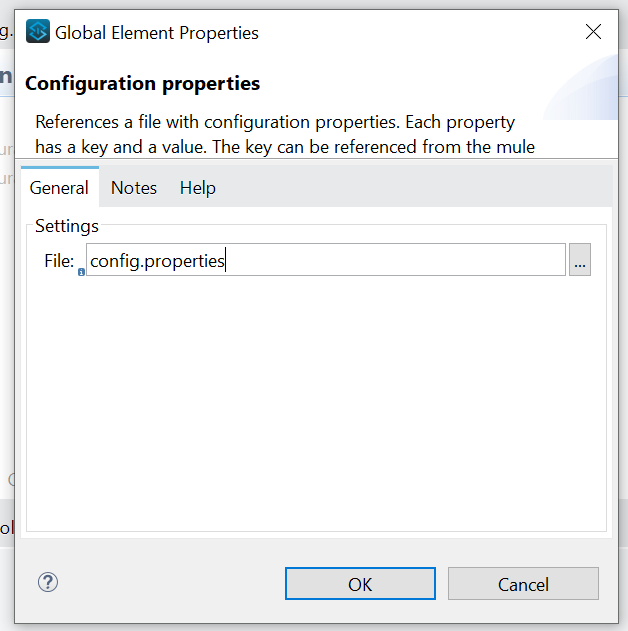 Global Element Properties
Configuration properties
References a file with configuration properties. Each property
has a key and a value. The key can be referenced from the mule
General Notes Help
Settings
File: config.properties ...
OK Cancel